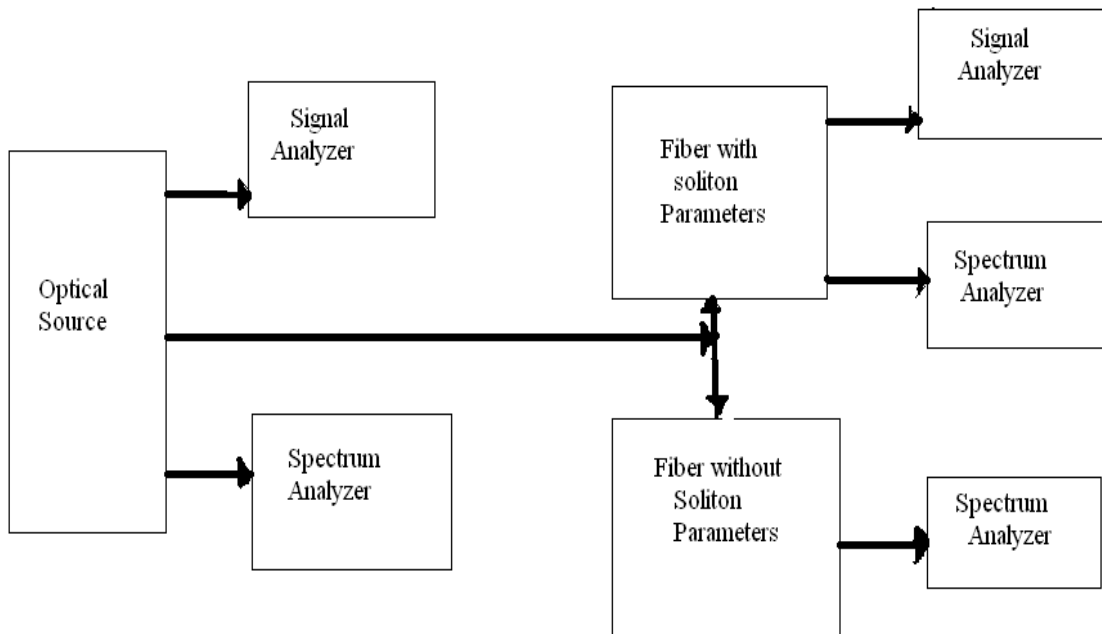 Optical
Source
Signal
Analyzer
Spectrum
Analyzer
Fiber with
soliton
Parameters
Signal
Analyzer
Spectrum
Analyzer
Fiber without
Soliton
Parameters
Spectrum
Analyzer